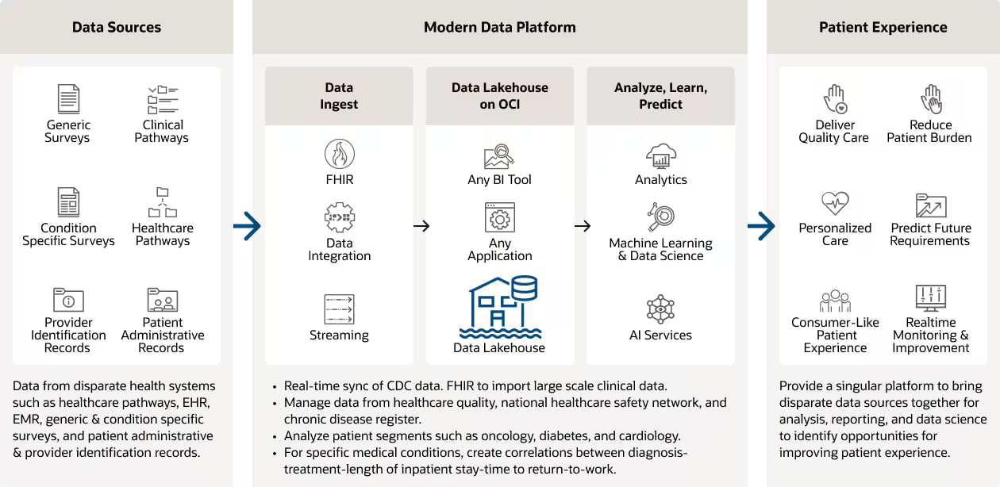 Data Sources
Generic
Surveys
Clinical
Pathways
Condition
Specific Surveys
Healthcare
Pathways
Provider
Identification
Records
Patient
Administrative
Records
Data from disparate health systems
such as healthcare pathways, EHR,
EMR, generic & condition specific
surveys, and patient administrative
& provider identification records.
Modern Data Platform
Data
Ingest
FHIR
Data
Integration
Streaming
Data Lakehouse
on OCI
Any BI Tool
Any
Application
Data Lakehouse
Analyze, Learn,
Predict
Analytics
Machine Learning
& Data Science
AI Services
• Real-time sync of CDC data. FHIR to import large scale clinical data.
• Manage data from healthcare quality, national healthcare safety network, and
chronic disease register.
• Analyze patient segments such as oncology, diabetes, and cardiology.
• For specific medical conditions, create correlations between diagnosis-
treatment-length of inpatient stay-time to return-to-work.
Patient Experience
Deliver
Quality Care
Reduce
Patient Burden
Personalized
Care
Predict Future
Requirements
Consumer-Like
Patient
Experience
Realtime
Monitoring &
Improvement
Provide a singular platform to bring
disparate data sources together for
analysis, reporting, and data science
to identify opportunities for
improving patient experience.